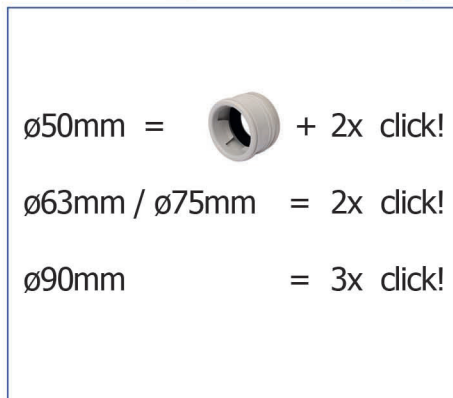 ø50mm = + 2x click!
ø63mm / ø75mm = 2x click!
ø90mm = 3x click!